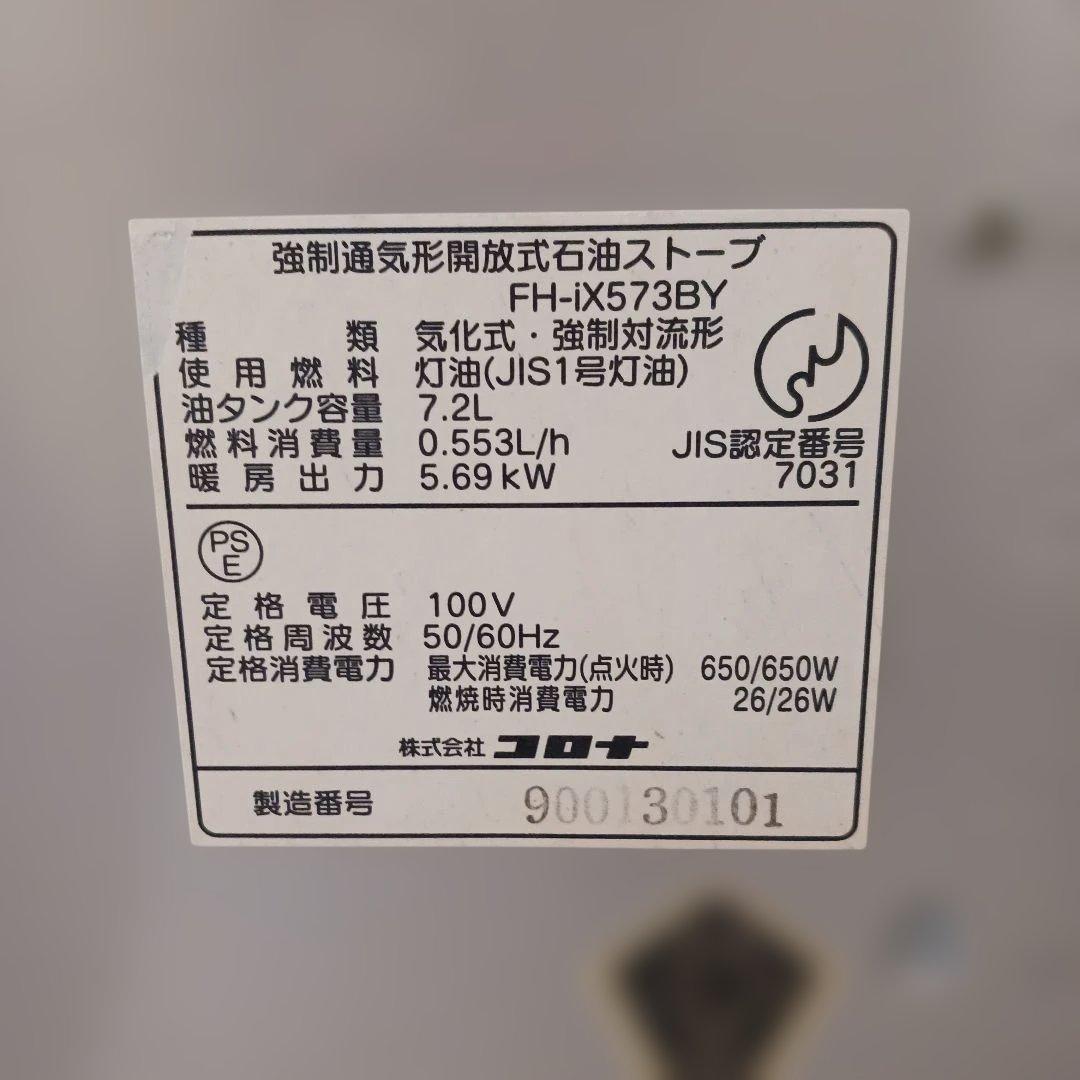 強制通気形開放式石油ストーブ
FH-iX573BY
種類 気化式・強制対流形
使用燃料 灯油(JIS1号灯油)
油タンク容量 7.2L
燃料消費量 0.553L/h
暖房出力 5.69kW
JIS認定番号
7031
PS
E
定格電圧 100V
定格周波数 50/60Hz
定格消費電力 最大消費電力(点火時) 650/650W
燃焼時消費電力 26/26W
株式会社コロナ
製造番号 900130101